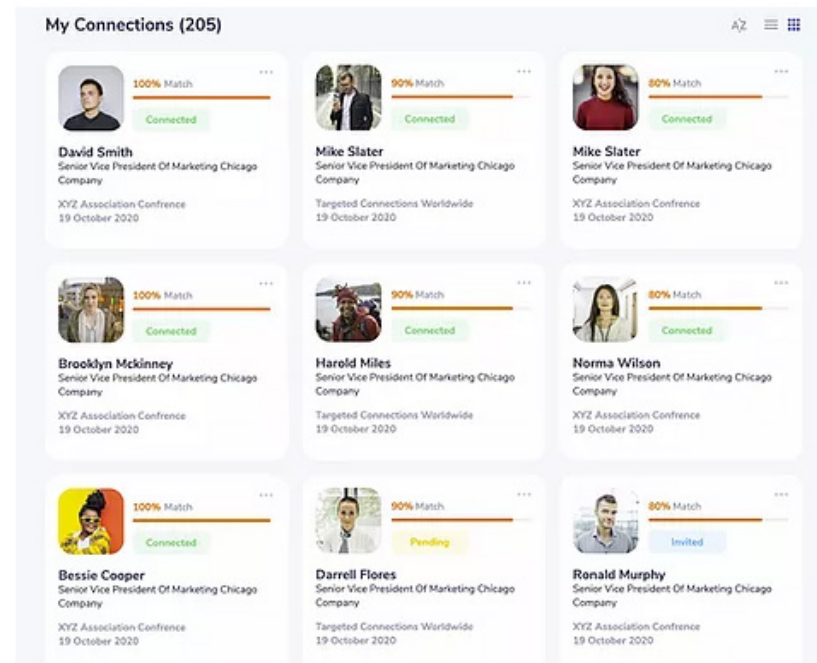 My Connections (205)
AZ
100% Match
Connected
David Smith
Senior Vice President Of Marketing Chicago
Company
XYZ Association Confrence
19 October 2020
90% Match
Connected
Mike Slater
Senior Vice President Of Marketing Chicago
Company
Targeted Connections Worldwide
19 October 2020
80% Match
Connected
Mike Slater
Senior Vice President Of Marketing Chicago
Company
XYZ Association Confrence
19 October 2020
100% Match
Connected
Brooklyn Mckinney
Senior Vice President Of Marketing Chicago
Company
XYZ Association Confrence
19 October 2020
90% Match
Connected
Harold Miles
Senior Vice President Of Marketing Chicago
Company
Targeted Connections Worldwide
19 October 2020
80% Match
Connected
Norma Wilson
Senior Vice President Of Marketing Chicago
Company
XYZ Association Confrence
19 October 2020
100% Match
Connected
Bessie Cooper
Senior Vice President Of Marketing Chicago
Company
XYZ Association Confrence
19 October 2020
90% Match
Pending
Darrell Flores
Senior Vice President Of Marketing Chicago
Company
Targeted Connections Worldwide
19 October 2020
80% Match
Invited
Ronald Murphy
Senior Vice President Of Marketing Chicago
Company
XYZ Association Confrence
19 October 2020